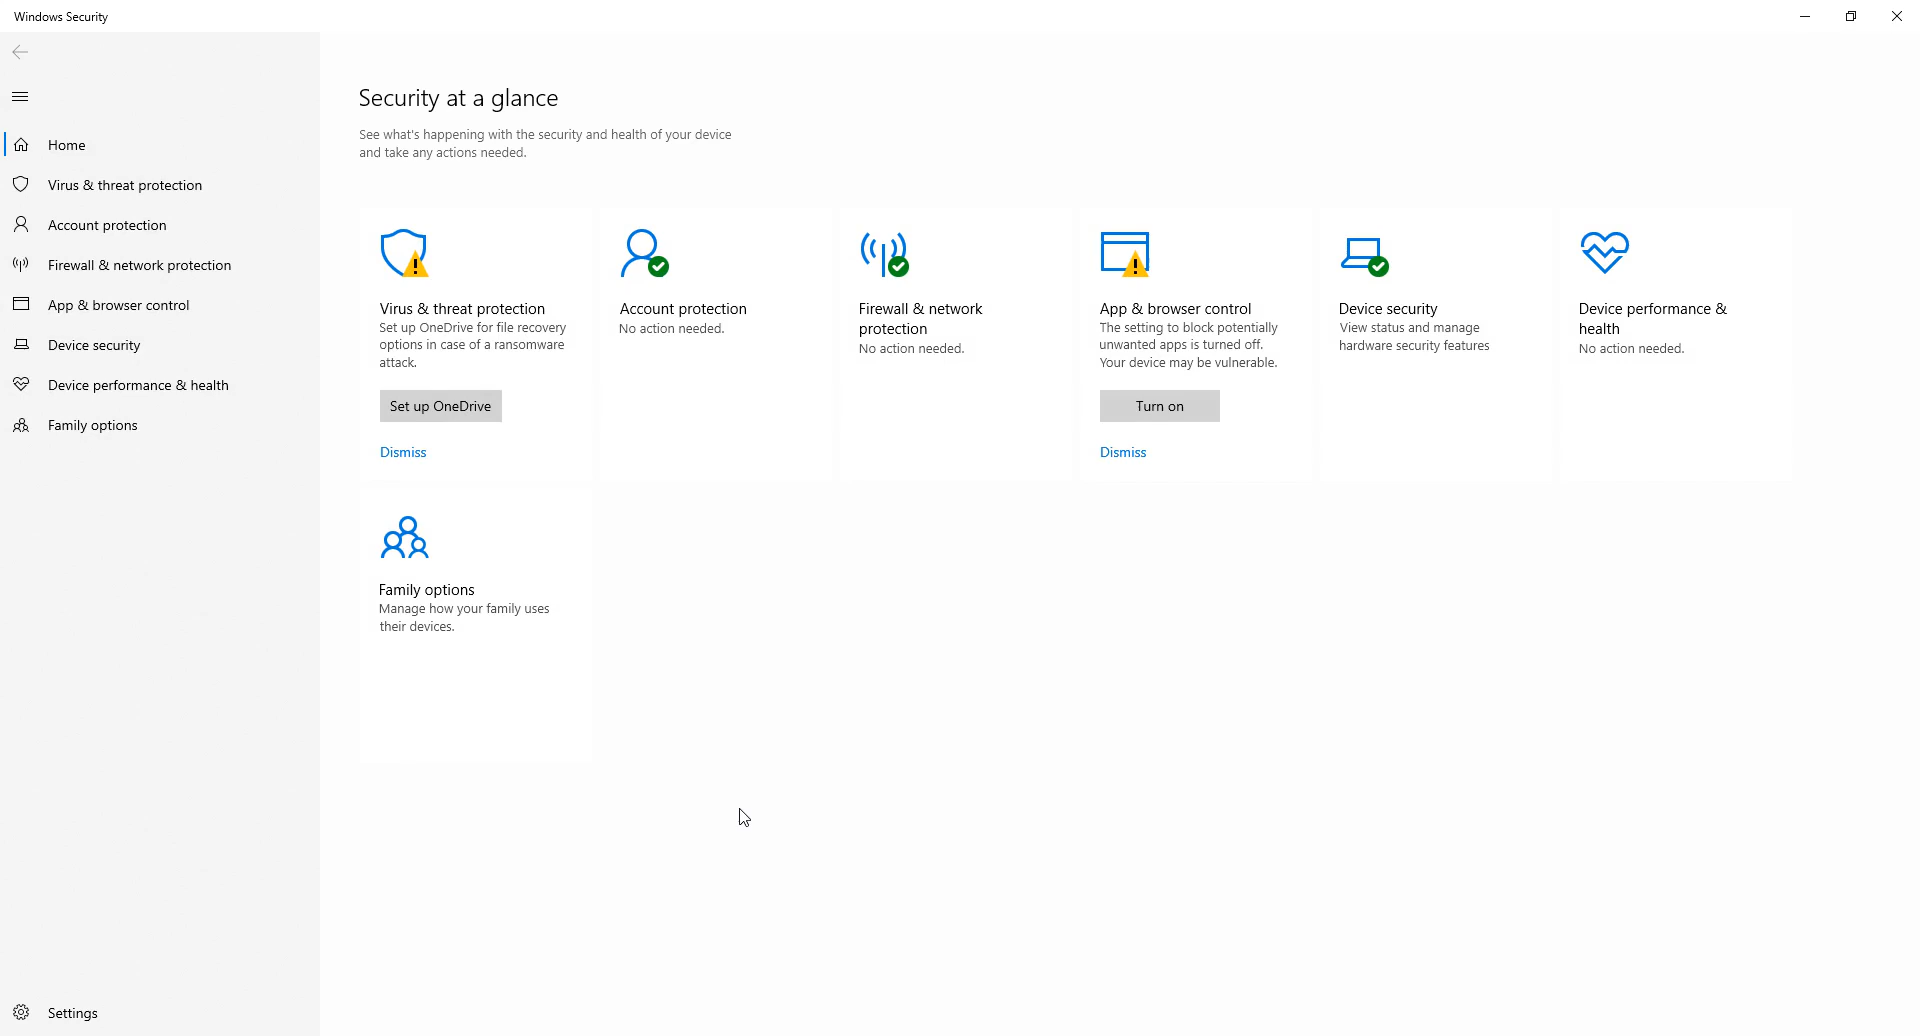 Windows Security
Home
Virus & threat protection
Account protection
Firewall & network protection
App & browser control
Device security
Device performance & health
Family options
Settings
Security at a glance
See what's happening with the security and health of your device
and take any actions needed.
Virus & threat protection
Set up OneDrive for file recovery
options in case of a ransomware
attack.
Set up OneDrive
Dismiss
Account protection
No action needed.
Firewall & network
protection
No action needed.
App & browser control
The setting to block potentially
unwanted apps is turned off.
Your device may be vulnerable.
Turn on
Dismiss
Device security
View status and manage
hardware security features
Device performance &
health
No action needed.
Family options
Manage how your family uses
their devices.